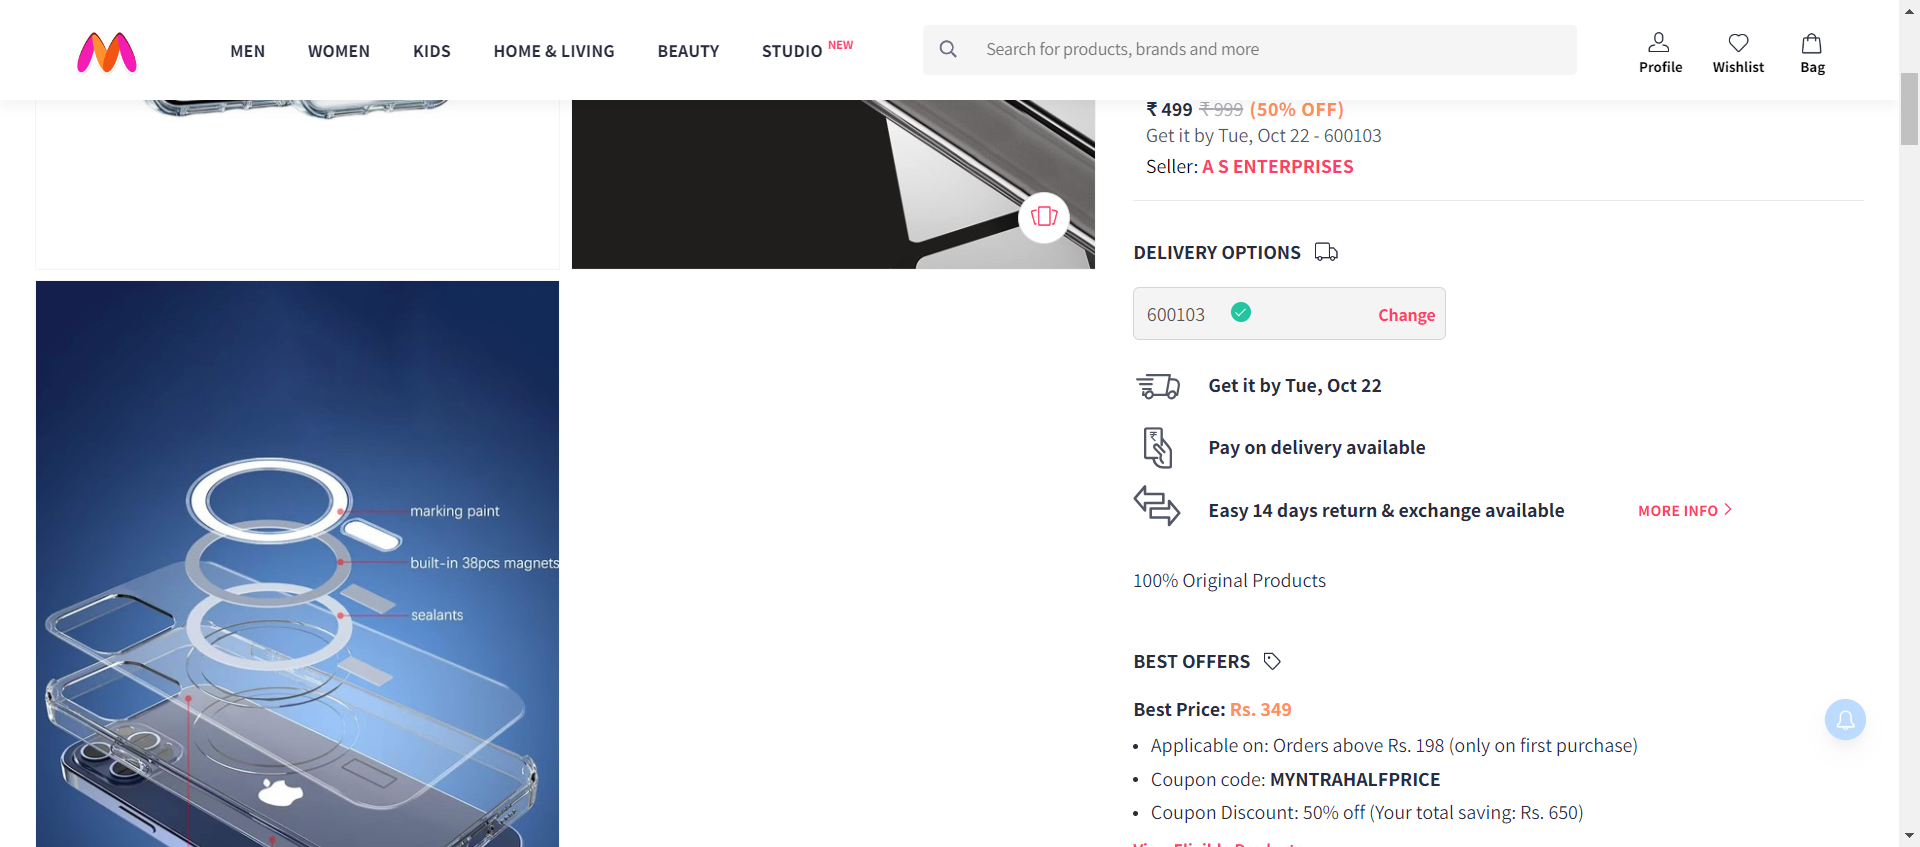 MEN WOMEN KIDS HOME & LIVING BEAUTY STUDIO NEW
Search for products, brands and more
Profile Wishlist Bag
₹ 499 ₹ 999 (50% OFF)
Get it by Tue, Oct 22 - 600103
Seller: A S ENTERPRISES
DELIVERY OPTIONS
600103 Change
Get it by Tue, Oct 22
Pay on delivery available
Easy 14 days return & exchange available MORE INFO
100% Original Products
BEST OFFERS
Best Price: Rs. 349
• Applicable on: Orders above Rs. 198 (only on first purchase)
• Coupon code: MYNTRAHALFPRICE
• Coupon Discount: 50% off (Your total saving: Rs. 650)
marking paint
built-in 38pcs magnets
sealants